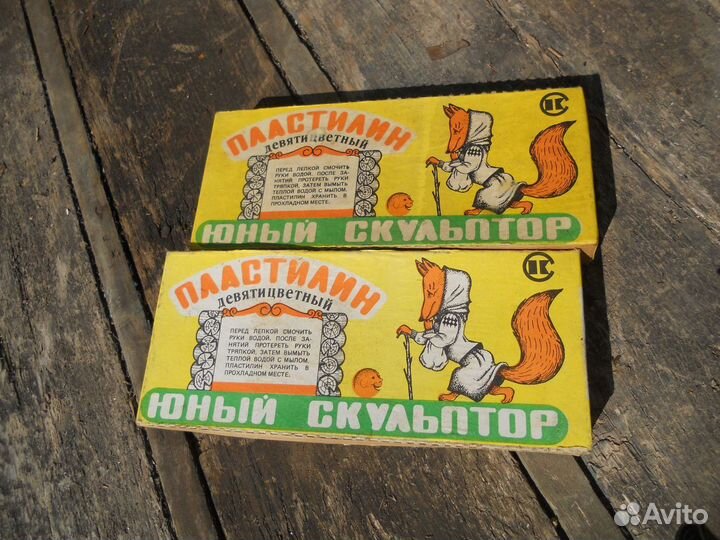 ПЛАСТИЛИН
ДЕВЯТИЦВЕТНЫЙ
ПЕРЕД ЛЕПКОЙ СМОЧИТЬ
РУКИ ВОДОЙ. ПОСЛЕ ЗА-
НЯТИЙ ПРОТЕРЕТЬ РУКИ
ТРЯПКОЙ, ЗАТЕМ ВЫМЫТЬ
ТЕПЛОЙ ВОДОЙ С МЫЛОМ.
ПЛАСТИЛИН ХРАНИТЬ В
ПРОХЛАДНОМ МЕСТЕ.
ЮНЫЙ СКУЛЬПТОР
ПЛАСТИЛИН
ДЕВЯТИЦВЕТНЫЙ
ПЕРЕД ЛЕПКОЙ СМОЧИТЬ
РУКИ ВОДОЙ. ПОСЛЕ ЗА-
НЯТИЙ ПРОТЕРЕТЬ РУКИ
ТРЯПКОЙ, ЗАТЕМ ВЫМЫТЬ
ТЕПЛОЙ ВОДОЙ С МЫЛОМ.
ПЛАСТИЛИН ХРАНИТЬ В
ПРОХЛАДНОМ МЕСТЕ.
ЮНЫЙ СКУЛЬПТОР
Avito